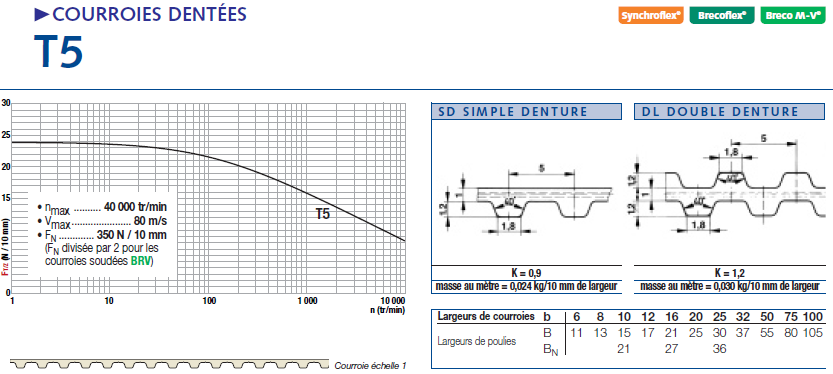 ►COURROIES DENTÉES
Synchroflex® Brecoflex® Breco M-V®
T5
30
25
20
15
10
5
0
F T/Z (N / 10 mm)
• nmax .......... 40 000 tr/min
• Vmax..................... 80 m/s
• FN ............. 350 N / 10 mm
(FN divisée par 2 pour les
courroies soudées BRV)
T5
1 10 100 1 000 10 000
n (tr/min)
Courroie échelle 1
SD SIMPLE DENTURE
5
1,2
1
40°
1,8
K = 0,9
masse au mètre = 0,024 kg/10 mm de largeur
DL DOUBLE DENTURE
5
1,8
40°
1,2
1
1,2
40°
1,8
K = 1,2
masse au mètre = 0,030 kg/10 mm de largeur
Largeurs de courroies b 6 8 10 12 16 20 25 32 50 75 100
Largeurs de poulies
B 11 13 15 17 21 25 30 37 55 80 105
BN 21 27 36